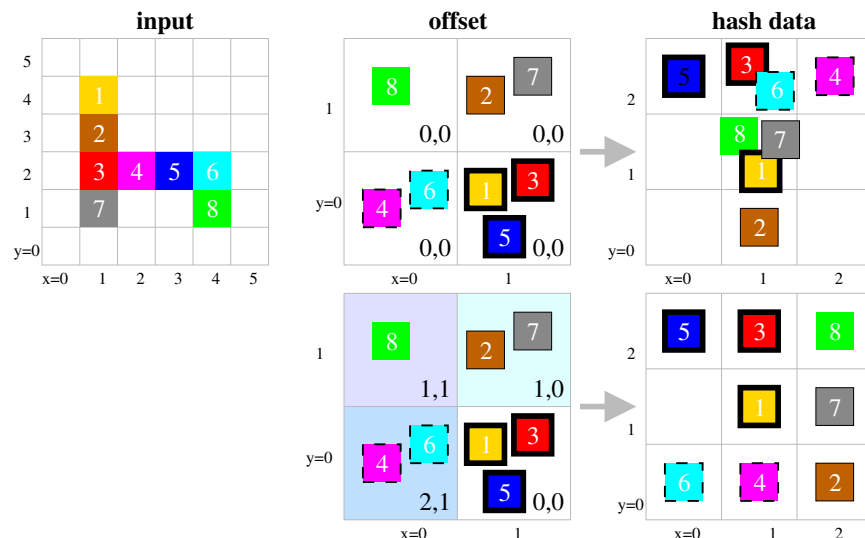 input offset hash data
5
4 1
3 2
2 3 4 5 6
1 7 8
y=0
x=0 1 2 3 4 5
1 8 2 7
0,0 0,0
y=0 4 6 1 3 5
0,0 0,0
x=0 1
2 5 3 6 4
1 8 7 1
y=0 2
x=0 1 2
1 8 2 7
1,1 1,0
y=0 4 6 1 3 5
2,1 0,0
x=0 1
2 5 3 8
1 1 7
y=0 6 4 2
x=0 1 2